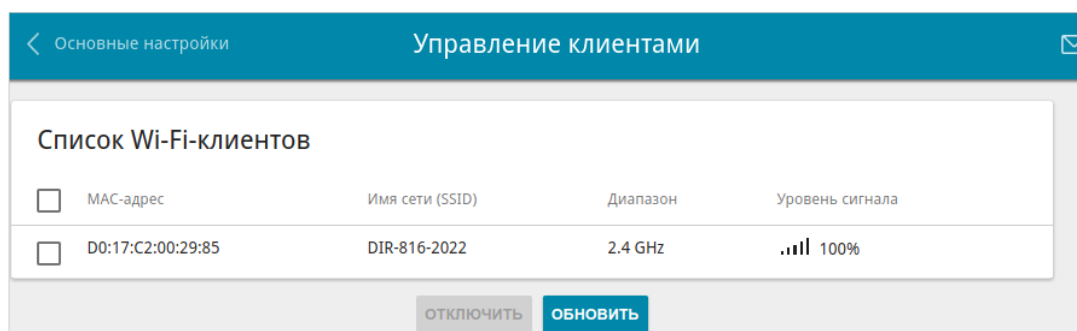 Основные настройки
Управление клиентами
Список Wi-Fi-клиентов
MAC-адрес Имя сети (SSID) Диапазон Уровень сигнала
D0:17:C2:00:29:85 DIR-816-2022 2.4 GHz 100%
ОТКЛЮЧИТЬ ОБНОВИТЬ